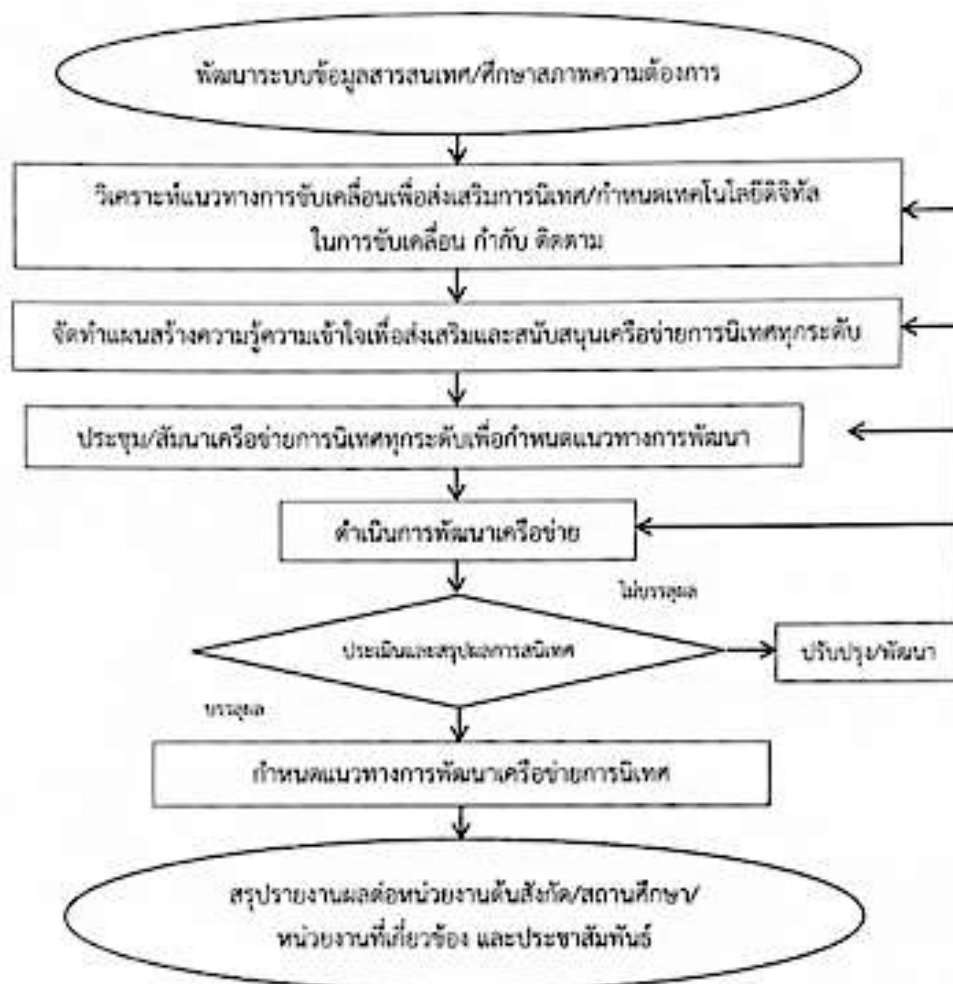 พัฒนาระบบข้อมูลสารสนเทศ/ศึกษาสภาพความต้องการ
วิเคราะห์แนวทางการขับเคลื่อนเพื่อส่งเสริมการนิเทศ/กำหนดเทคโนโลยีดิจิทัล
ในการขับเคลื่อน กำกับ ติดตาม
จัดทำแผนสร้างความรู้ความเข้าใจเพื่อส่งเสริมและสนับสนุนเครือข่ายการนิเทศทุกระดับ
ประชุม/สัมนาเครือข่ายการนิเทศทุกระดับเพื่อกำหนดแนวทางการพัฒนา
ดำเนินการพัฒนาเครือข่าย
ไม่บรรลุผล
ประเมินและสรุปผลการสนิเทศ
ปรับปรุง/พัฒนา
บรรลุผล
กำหนดแนวทางการพัฒนาเครือข่ายการนิเทศ
สรุปรายงานผลต่อหน่วยงานต้นสังกัด/สถานศึกษา/
หน่วยงานที่เกี่ยวข้อง และประชาสัมพันธ์